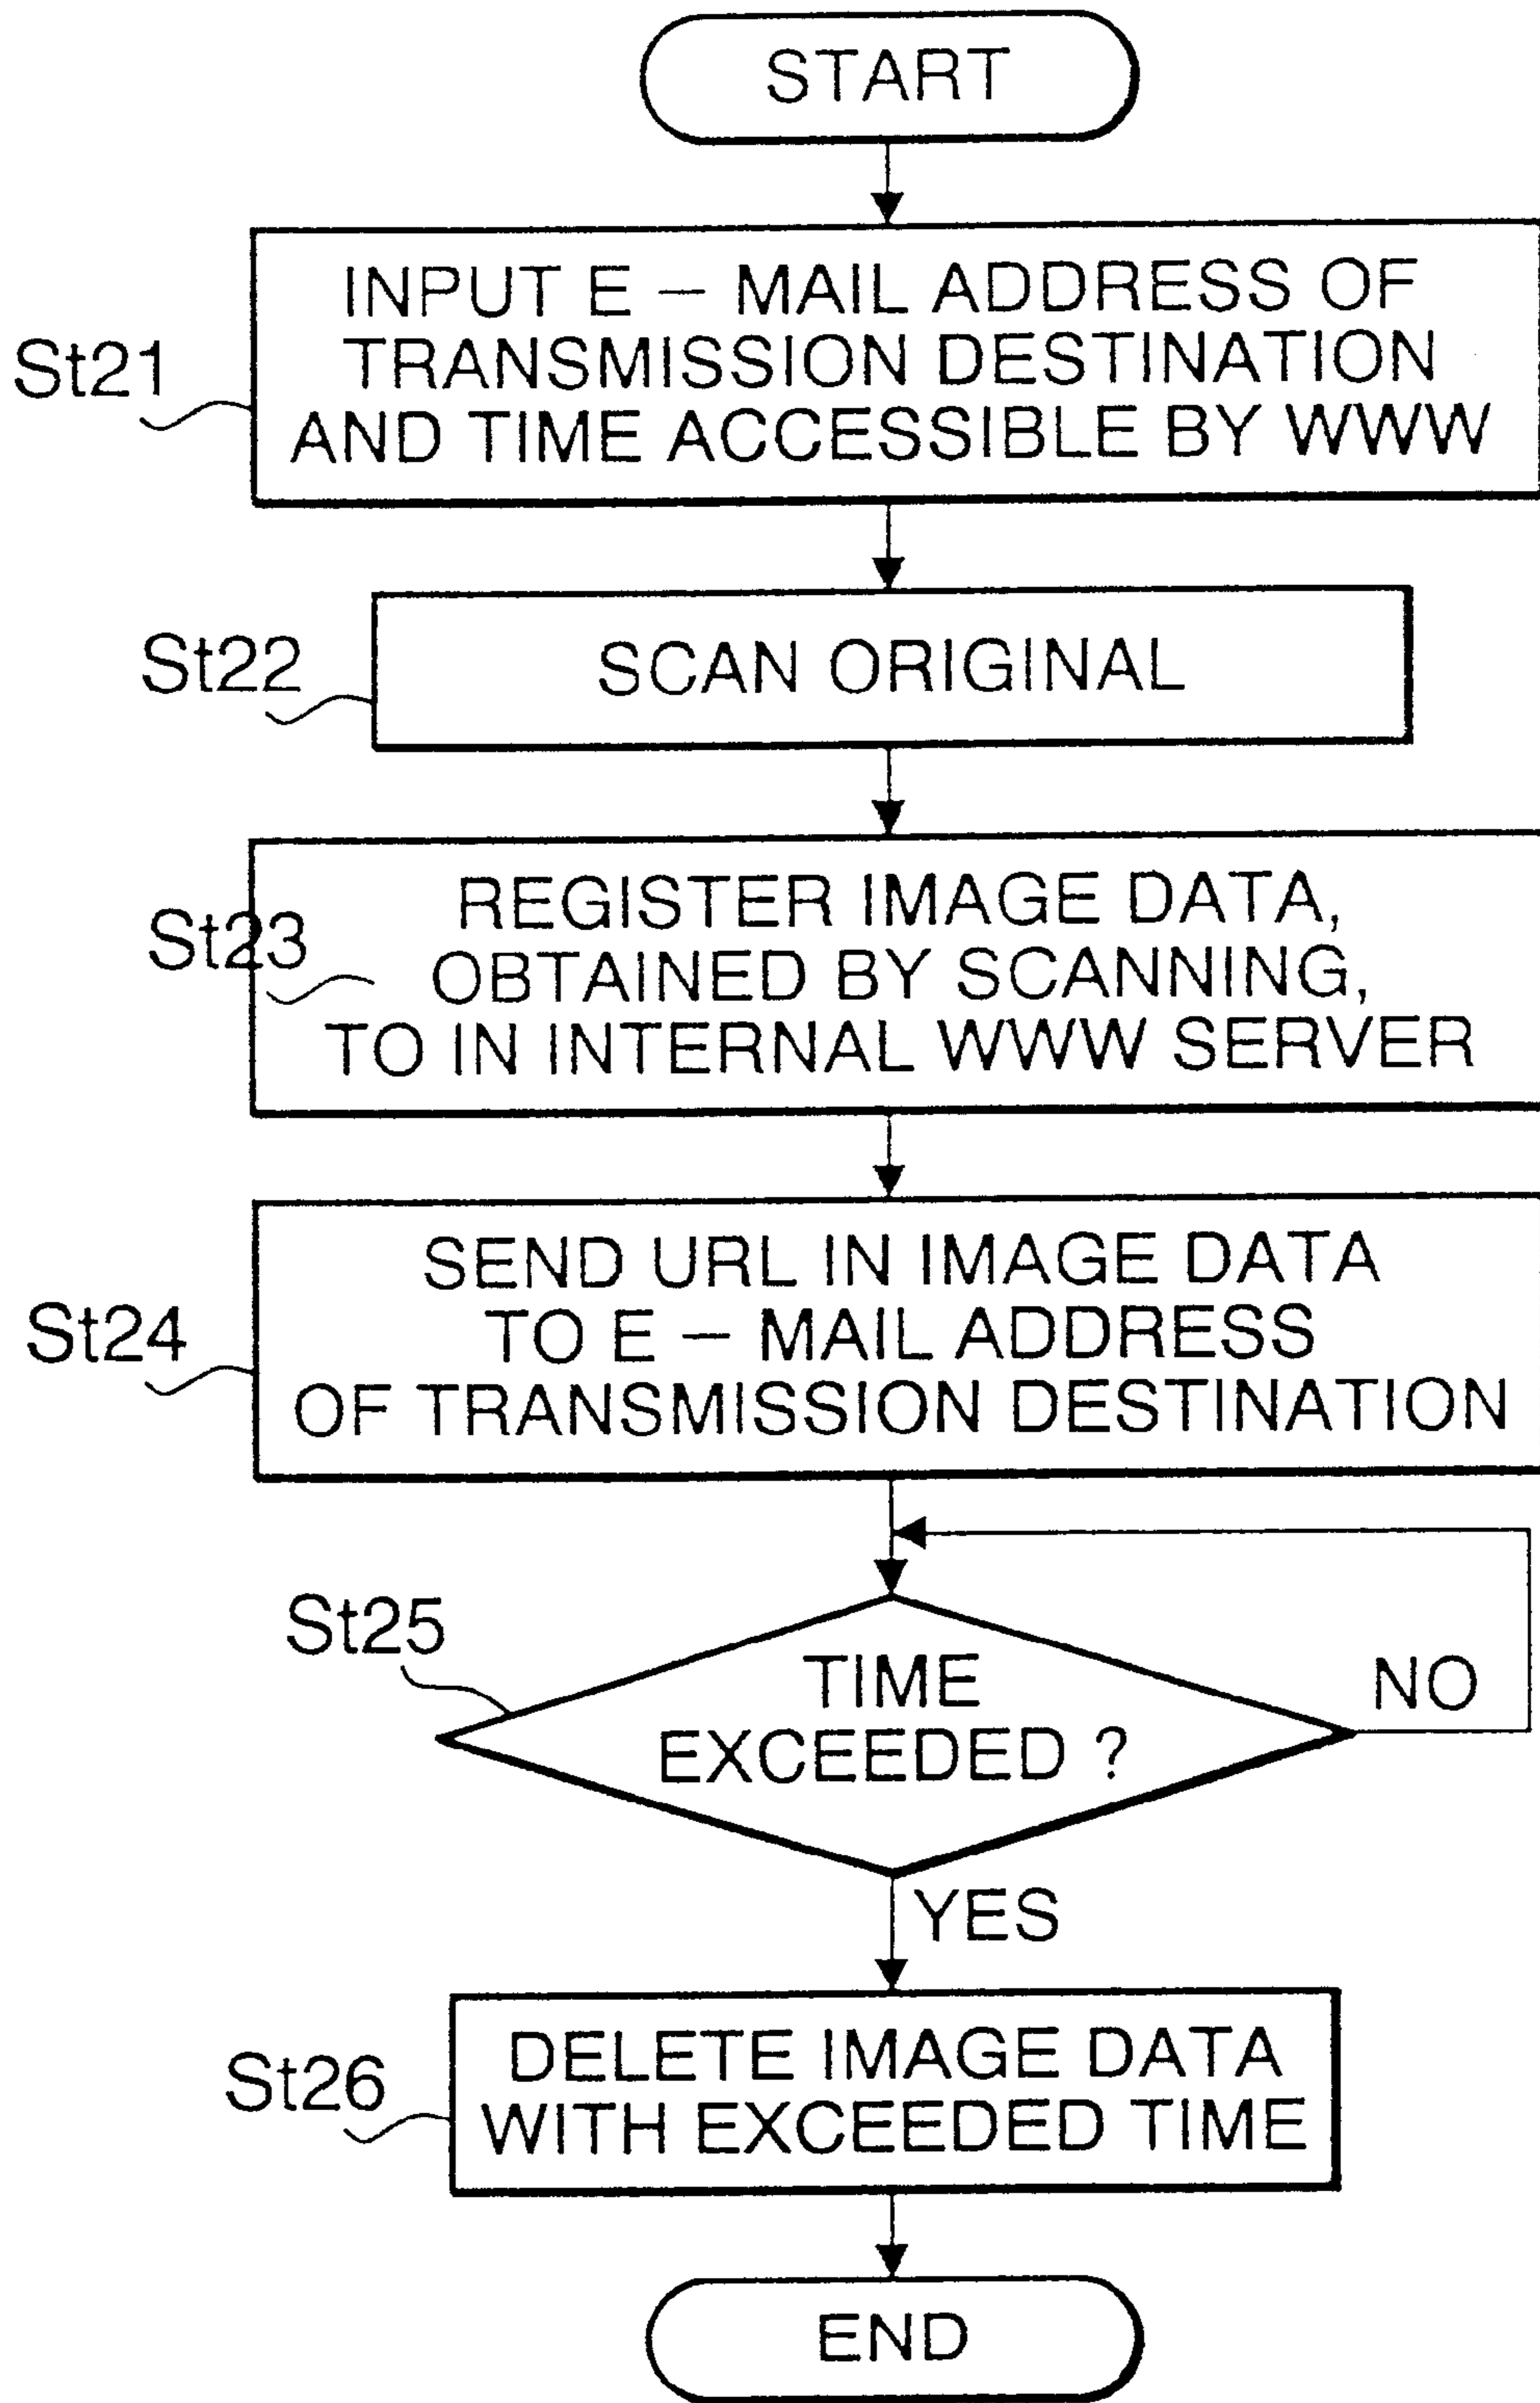 START
St21
INPUT E – MAIL ADDRESS OF
TRANSMISSION DESTINATION
AND TIME ACCESSIBLE BY WWW
St22
SCAN ORIGINAL
St23
REGISTER IMAGE DATA,
OBTAINED BY SCANNING,
TO IN INTERNAL WWW SERVER
St24
SEND URL IN IMAGE DATA
TO E – MAIL ADDRESS
OF TRANSMISSION DESTINATION
St25
TIME
EXCEEDED ?
NO
YES
St26
DELETE IMAGE DATA
WITH EXCEEDED TIME
END